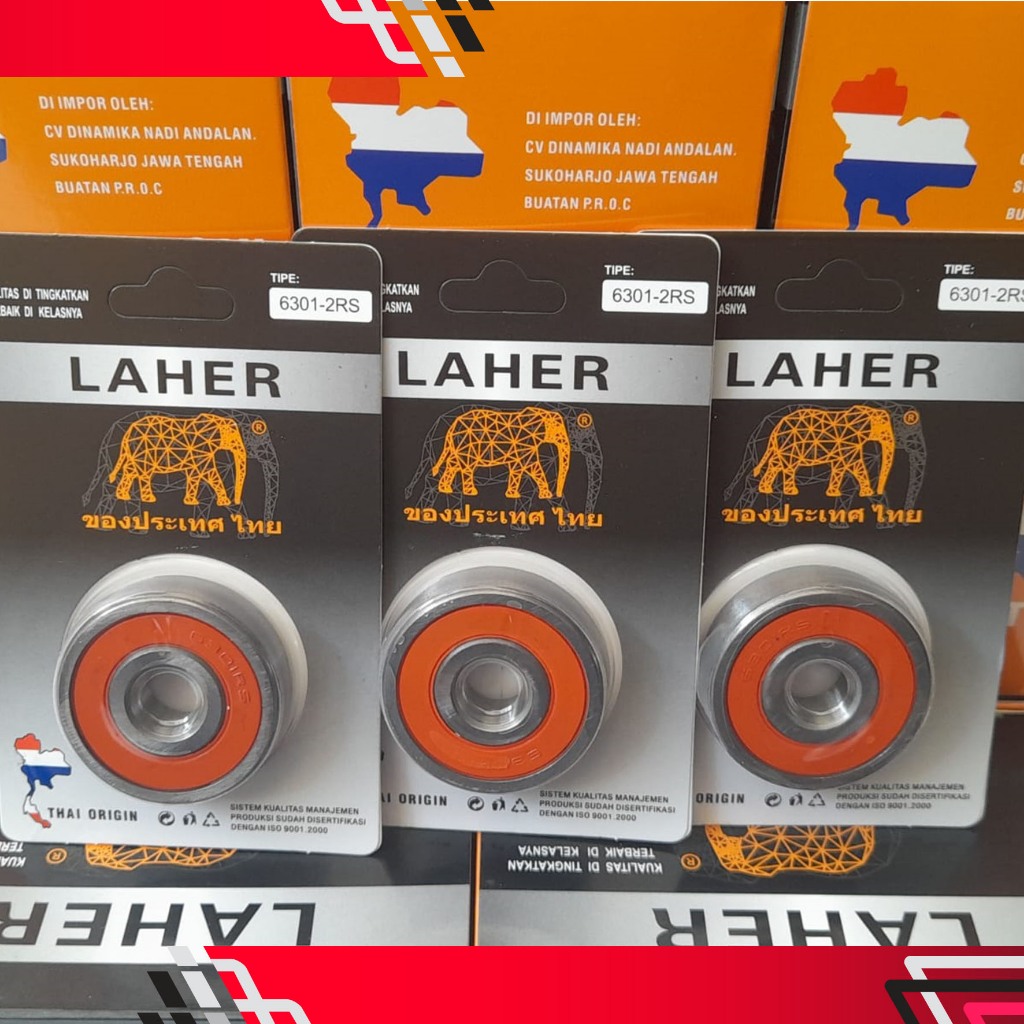 DI IMPOR OLEH:
CV DINAMIKA NADI ANDALAN.
SUKOHARJO JAWA TENGAH
BUATAN P.R.O.C
DI IMPOR OLEH:
CV DINAMIKA NADI ANDALAN.
SUKOHARJO JAWA TENGAH
BUATAN P.R.O.C
DI TINGKATKAN
DI KELASNYA
TIPE:
6301-2RS
LAHER
®
ของประเทศ ไทย
6301RS
THAI ORIGIN
SISTEM KUALITAS MANAJEMEN
PRODUKSI SUDAH DISERTIFIKASI
DENGAN ISO 9001.2000
TIPE:
6301-2RS
LAHER
®
ของประเทศ ไทย
ORIGIN
SISTEM KUALITAS MANAJEMEN
PRODUKSI SUDAH DISERTIFIKASI
DENGAN ISO 9001.2000
TIPE:
6301-2RS
LAHER
®
ของประเทศ ไทย
6301RS
ORIGIN
SISTEM KUALITAS MANAJEMEN
PRODUKSI SUDAH DISERTIFIKASI
DENGAN ISO 9001.2000
®
LAHER
KUALITAS DI TINGKATKAN
TERBAIK DI KELASNYA
®
LAHER